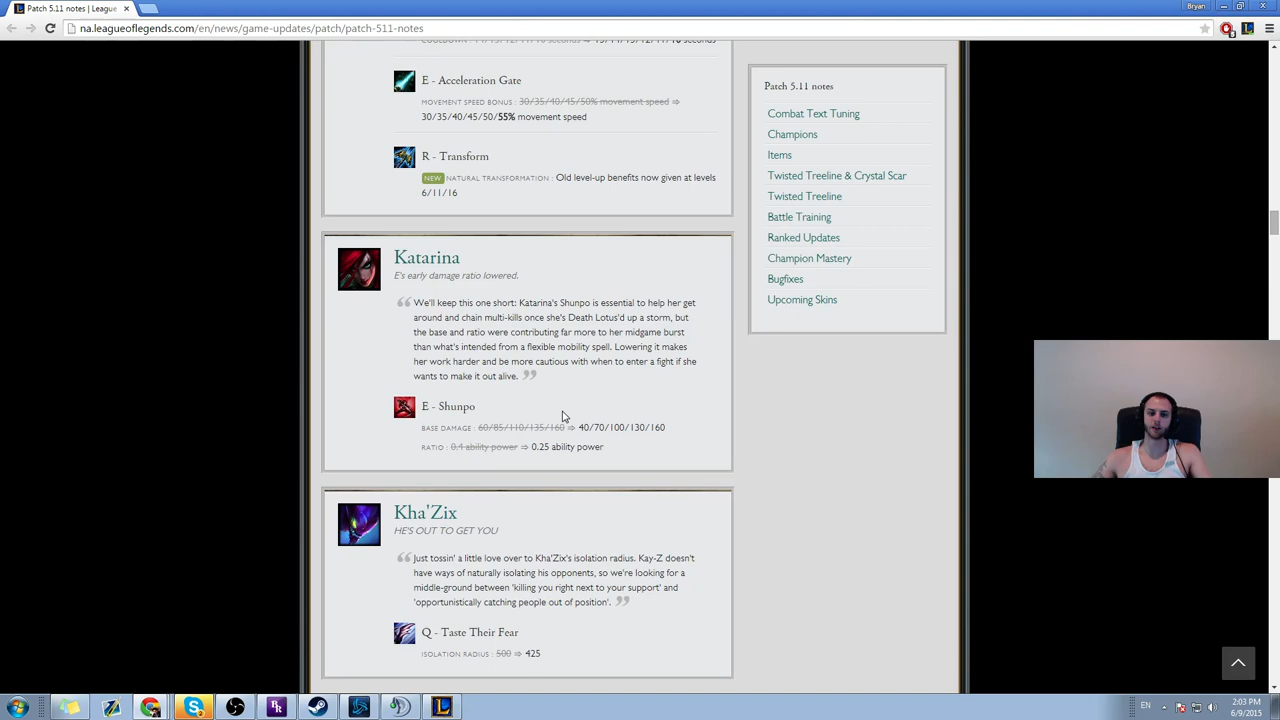 Patch 5.11 notes | League
Bryan
na.leagueoflegends.com/en/news/game-updates/patch/patch-511-notes
E - Acceleration Gate
MOVEMENT SPEED BONUS : 30/35/40/45/50% movement speed ⇒
30/35/40/45/50/55% movement speed
R - Transform
NEW NATURAL TRANSFORMATION : Old level-up benefits now given at levels
6/11/16
Katarina
E's early damage ratio lowered.
We'll keep this one short: Katarina's Shunpo is essential to help her get
around and chain multi-kills once she's Death Lotus'd up a storm, but
the base and ratio were contributing far more to her midgame burst
than what's intended from a flexible mobility spell. Lowering it makes
her work harder and be more cautious with when to enter a fight if she
wants to make it out alive.
E - Shunpo
BASE DAMAGE : 60/85/110/135/160 ⇒ 40/70/100/130/160
RATIO : 0.4 ability power ⇒ 0.25 ability power
Kha'Zix
HE'S OUT TO GET YOU
Just tossin' a little love over to Kha'Zix's isolation radius. Kay-Z doesn't
have ways of naturally isolating his opponents, so we're looking for a
middle-ground between 'killing you right next to your support' and
'opportunistically catching people out of position'.
Q - Taste Their Fear
ISOLATION RADIUS : 500 ⇒ 425
Patch 5.11 notes
Combat Text Tuning
Champions
Items
Twisted Treeline & Crystal Scar
Twisted Treeline
Battle Training
Ranked Updates
Champion Mastery
Bugfixes
Upcoming Skins
EN
2:03 PM
6/9/2015